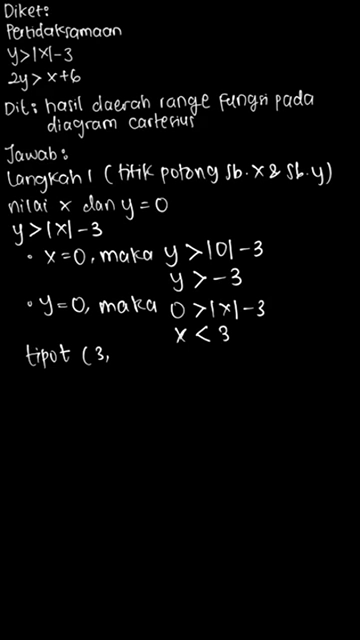 Diket:
Pertidaksamaan
y>|x|-3
2y> x+6
Dit: hasil daerah range fungsi pada
diagram cartesius
Jawab:
Langkah 1 (titik potong sb. x & sb. y)
nilai x dan y = 0
y>|x|-3
• x=0, maka y>|0|-3
y>-3
• y=0, maka 0>|x|-3
x < 3
tipot (3,